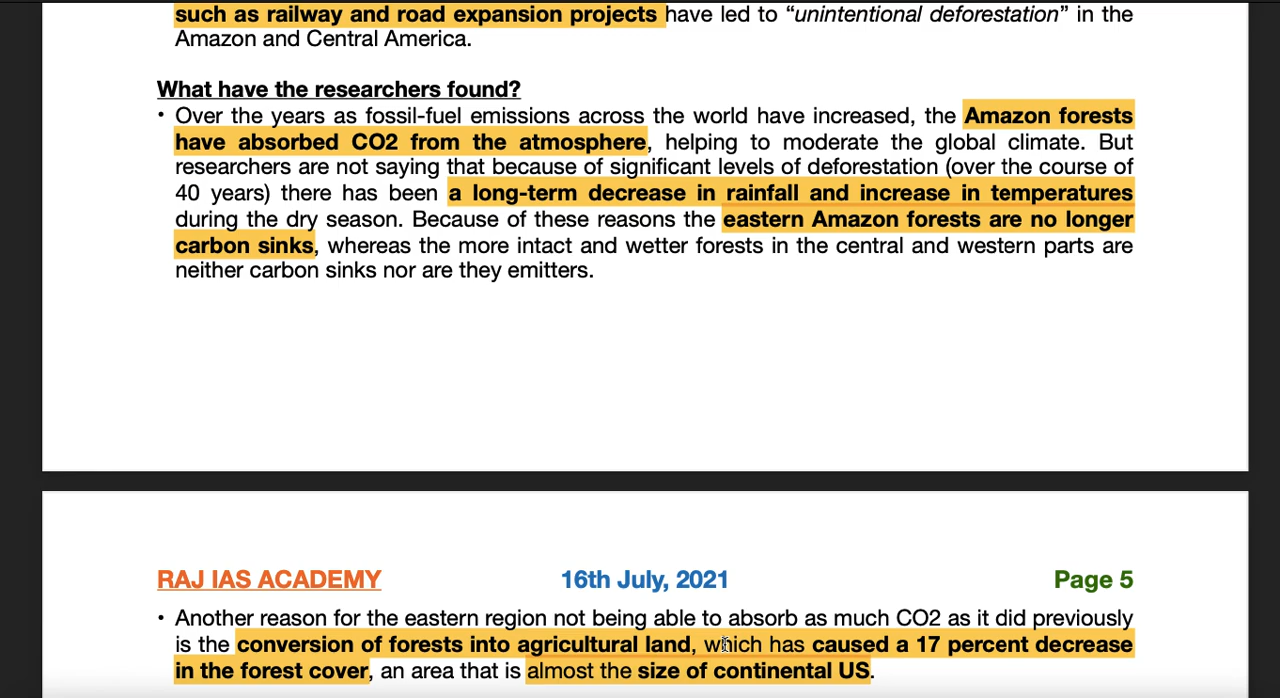 such as railway and road expansion projects have led to “unintentional deforestation” in the
Amazon and Central America.
What have the researchers found?
• Over the years as fossil-fuel emissions across the world have increased, the Amazon forests
have absorbed CO2 from the atmosphere, helping to moderate the global climate. But
researchers are not saying that because of significant levels of deforestation (over the course of
40 years) there has been a long-term decrease in rainfall and increase in temperatures
during the dry season. Because of these reasons the eastern Amazon forests are no longer
carbon sinks, whereas the more intact and wetter forests in the central and western parts are
neither carbon sinks nor are they emitters.
RAJ IAS ACADEMY 16th July, 2021 Page 5
• Another reason for the eastern region not being able to absorb as much CO2 as it did previously
is the conversion of forests into agricultural land, which has caused a 17 percent decrease
in the forest cover, an area that is almost the size of continental US.